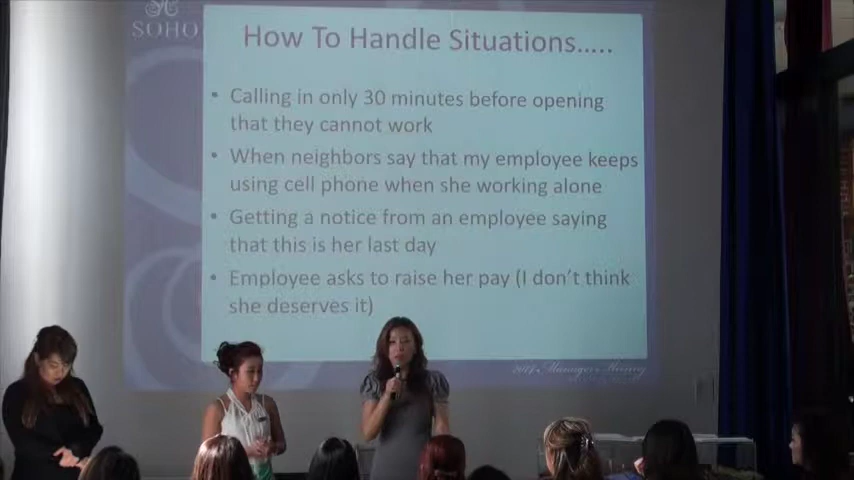 SOHO
How To Handle Situations.....
• Calling in only 30 minutes before opening
that they cannot work
• When neighbors say that my employee keeps
using cell phone when she working alone
• Getting a notice from an employee saying
that this is her last day
• Employee asks to raise her pay (I don't think
she deserves it)